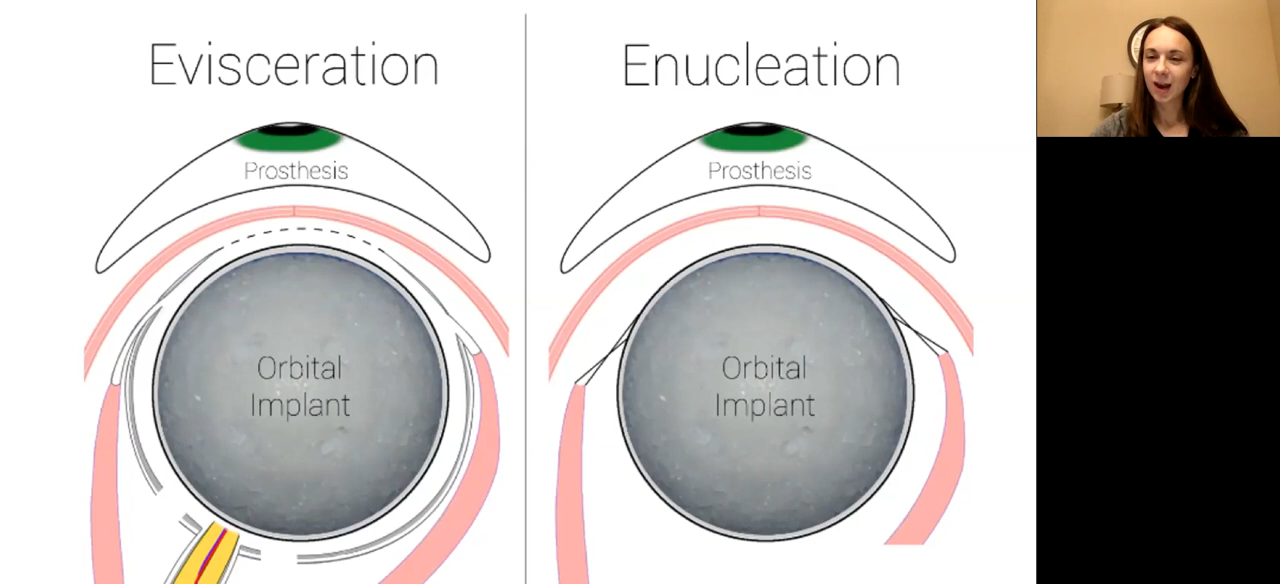 Evisceration
Prosthesis
Orbital
Implant
Enucleation
Prosthesis
Orbital
Implant